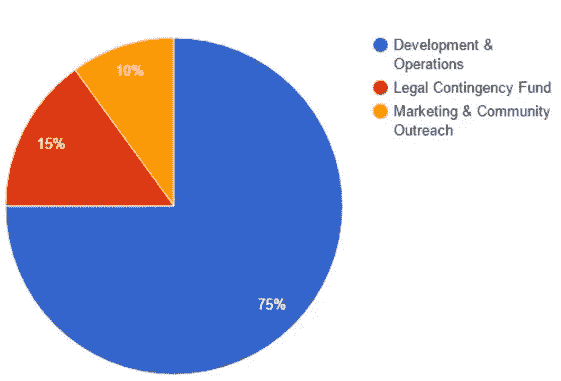 10%
15%
75%
Development &
Operations
Legal Contingency Fund
Marketing & Community
Outreach